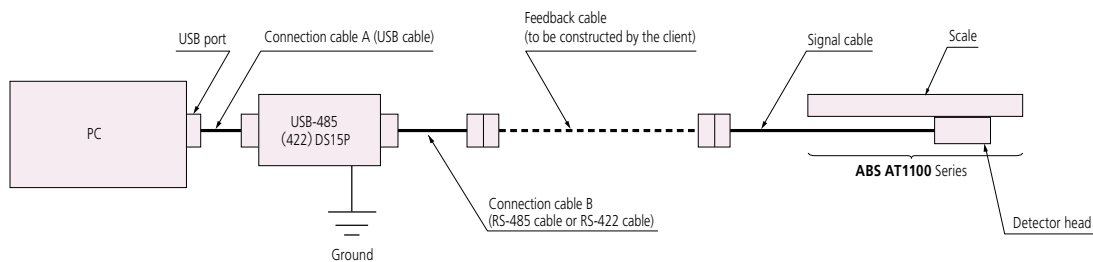 USB port
Connection cable A (USB cable)
Feedback cable
(to be constructed by the client)
Signal cable
Scale
PC
USB-485
(422) DS15P
ABS AT1100 Series
Connection cable B
(RS-485 cable or RS-422 cable)
Detector head
Ground